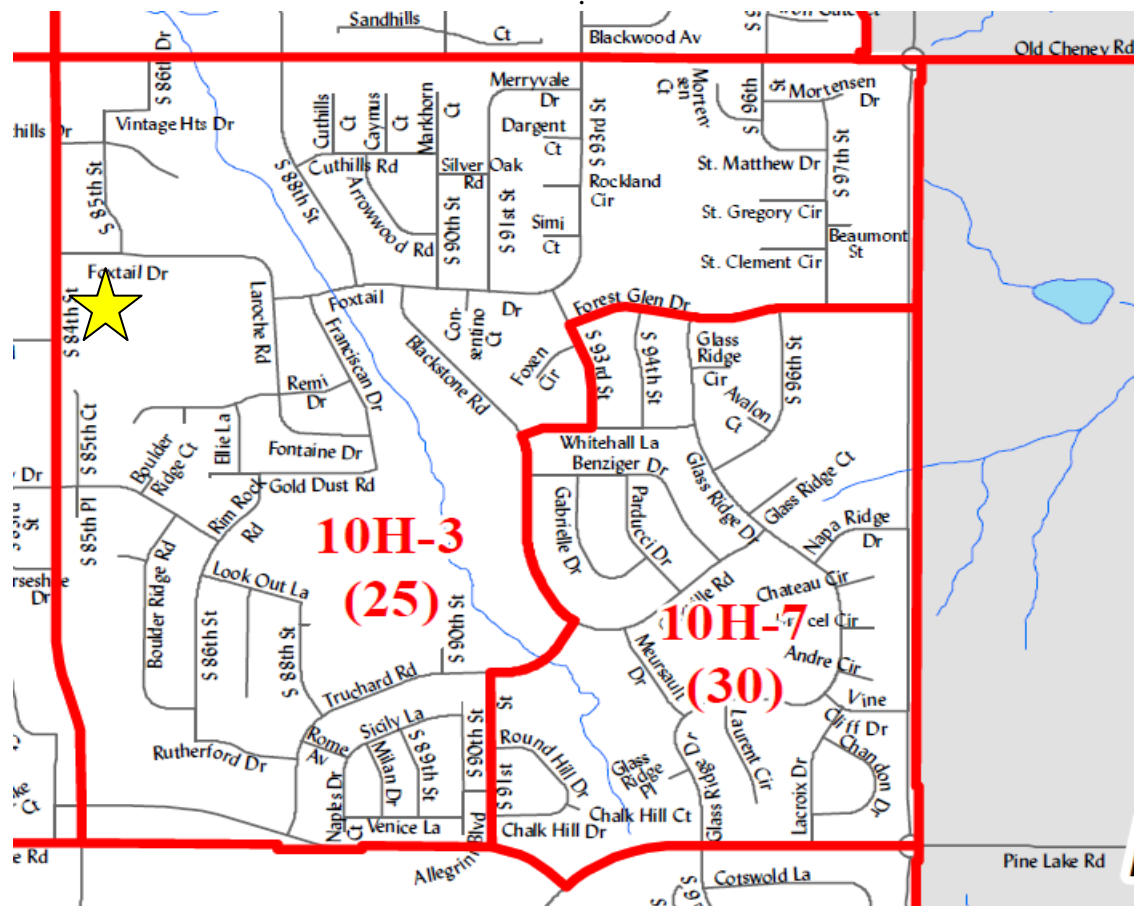 Sandhills
Ct
Blackwood Av
Old Cheney Rd
S 86th Dr
Vintage Hts Dr
S 85th St
Cuthills
Ct
Caymus
Ct
Markhorn
Ct
Merryvale
Dr
Dargent
Ct
S 93rd St
Morten-
sen
Ct
S 96th
St
Mortensen
Dr
Cuthills Rd
Silver Oak
Rd
S 88th St
Arrowwood Rd
S 90th St
S 91st St
Rockland
Cir
Simi
Ct
St. Matthew Dr
S 97th St
St. Gregory Cir
Beaumont
St
St. Clement Cir
Foxtail Dr
S 84th St
Laroche Rd
Foxtail
Dr
Con-
sentino
Ct
Forest Glen Dr
Franciscan Dr
Blackstone Rd
Foxen
Cir
S 93rd St
S 94th St
Glass
Ridge
Cir
Avalon
Ct
S 96th St
Remi
Dr
S 85th Ct
Boulder
Ridge Ct
Ellie La
Fontaine Dr
Whitehall La
Benziger Dr
Gold Dust Rd
Rim Rock
Rd
S 85th Pl
Gabrielle Dr
Parducci Dr
Glass Ridge Dr
Glass Ridge Ct
Napa Ridge
Dr
10H-3
(25)
Look Out La
Boulder Ridge Rd
S 86th St
S 88th St
S 90th St
Truchard Rd
Chateau Cir
10H-7
(30)
Andre Cir
Meursault
Dr
Vine
Cliff Dr
Chandon Dr
Rutherford Dr
Rome
Av
Sicily La
Milan Dr
S 89th St
S 90th St
Naples Dr
Ct
Venice La
S 91st
St
Round Hill Dr
Glass
Ridge
Pl
Glass Ridge Dr
Laurent Cir
Lacroix Dr
Chalk Hill Ct
Chalk Hill Dr
Allegrini Blvd
Pine Lake Rd
Cotswold La